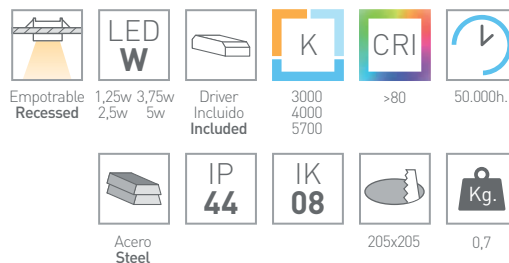 LED
W
K
CRI
Empotrable
Recessed
1,25w 3,75w
2,5w 5w
Driver
Incluido
Included
3000
4000
5700
>80
50.000h.
IP
44
IK
08
Kg.
Acero
Steel
205x205
0,7